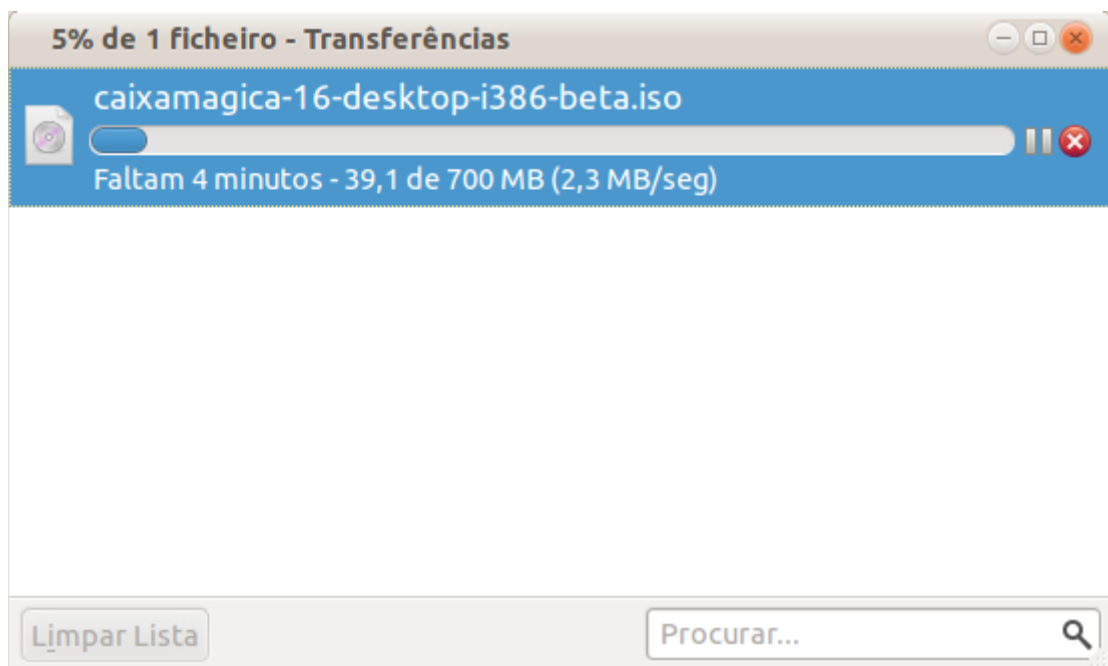 5% de 1 ficheiro - Transferências
caixamagica-16-desktop-i386-beta.iso
Faltam 4 minutos - 39,1 de 700 MB (2,3 MB/seg)
Limpar Lista
Procurar...